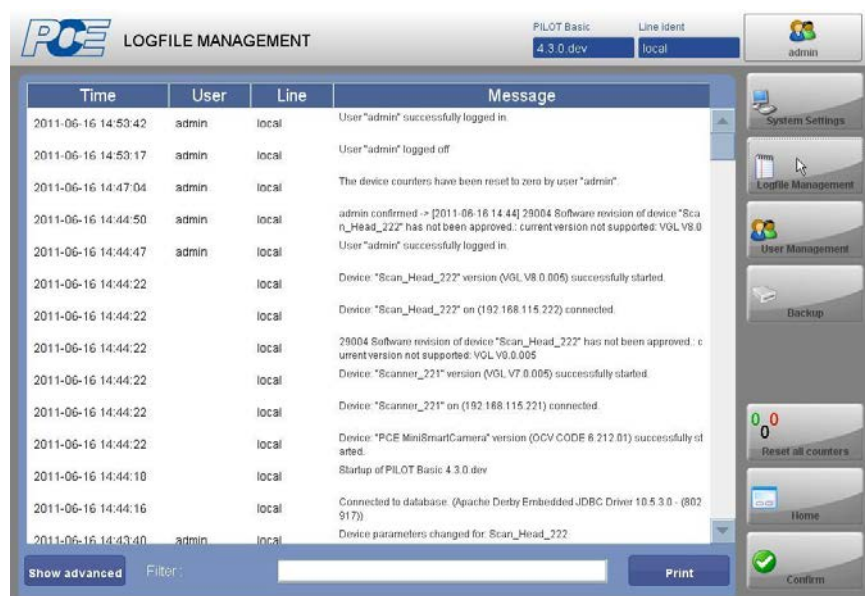 PCE
LOGFILE MANAGEMENT
PILOT Basic
Line Ident
4.3.0.dev
local
admin
Time User Line Message
2011-06-16 14:53:42 admin local User "admin" successfully logged in.
2011-06-16 14:53:17 admin local User "admin" logged off
2011-06-16 14:47:04 admin local The device counters have been reset to zero by user "admin".
2011-06-16 14:44:50 admin local admin confirmed -> [2011-06-16 14.44] 29004 Software revision of device "Sca
n_Head_222" has not been approved.: current version not supported: VGL V8.0
2011-06-16 14:44:47 admin local User "admin" successfully logged in.
2011-06-16 14:44:22 local Device: "Scan_Head_222" version (VGL V8.0.005) successfully started.
2011-06-16 14:44:22 local Device: "Scan_Head_222" on (192.168.115.222) connected.
2011-06-16 14:44:22 local 29004 Software revision of device "Scan_Head_222" has not been approved.: c
urrent version not supported: VGL V8.0.005
2011-06-16 14:44:22 local Device: "Scanner_221" version (VGL V7.0.005) successfully started.
2011-06-16 14:44:22 local Device: "Scanner_221" on (192.168.115.221) connected.
2011-06-16 14:44:22 local Device: "PCE MiniSmartCamera" version (OCV CODE 6.212.01) successfully st
arted.
2011-06-16 14:44:18 local Startup of PILOT Basic 4.3.0.dev
2011-06-16 14:44:16 local Connected to database: (Apache Derby Embedded JDBC Driver 10.5.3.0 - (802
917))
2011-06-16 14:43:40 admin local Device parameters changed for: Scan_Head_222
System Settings
Logfile Management
User Management
Backup
0 0
0
Reset all counters
Home
Confirm
Show advanced
Filter :
Print